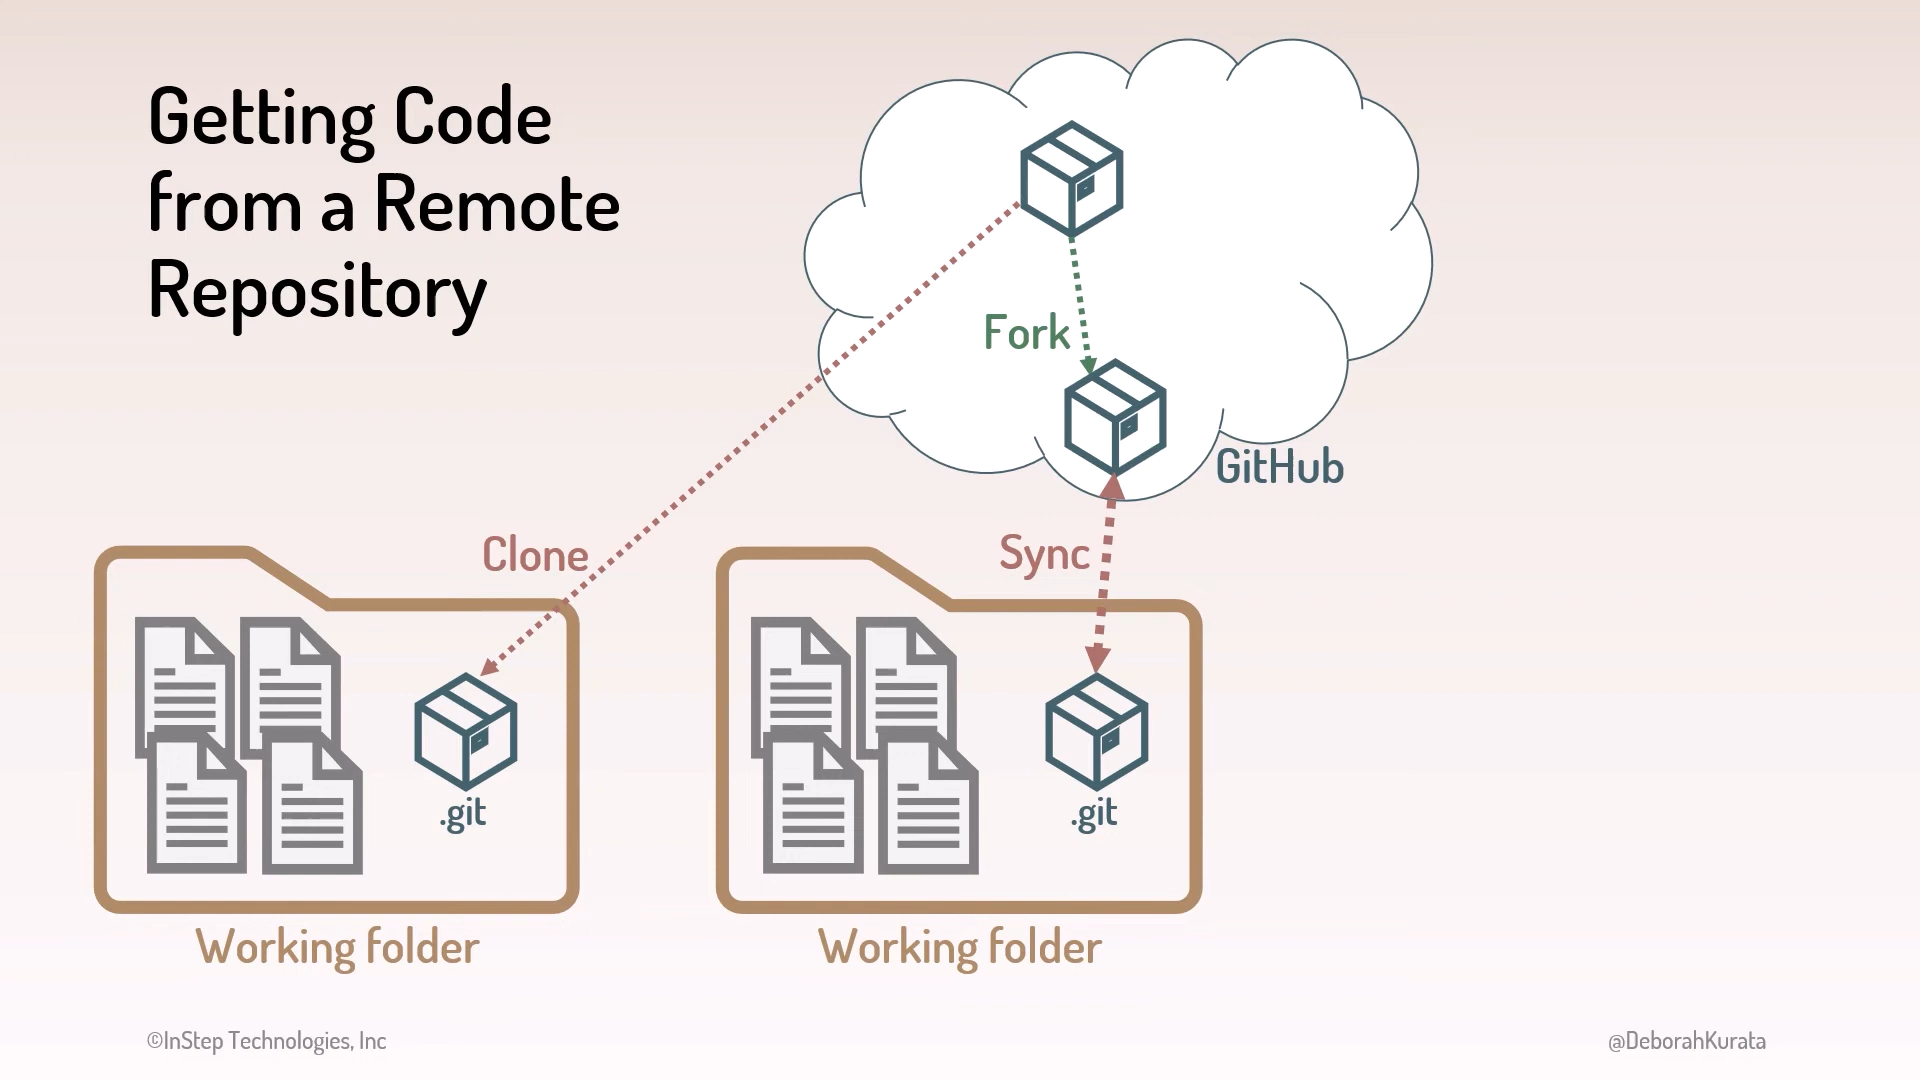 Getting Code
from a Remote
Repository
Fork
GitHub
Clone
Sync
.git
.git
Working folder
Working folder
©InStep Technologies, Inc
@DeborahKurata